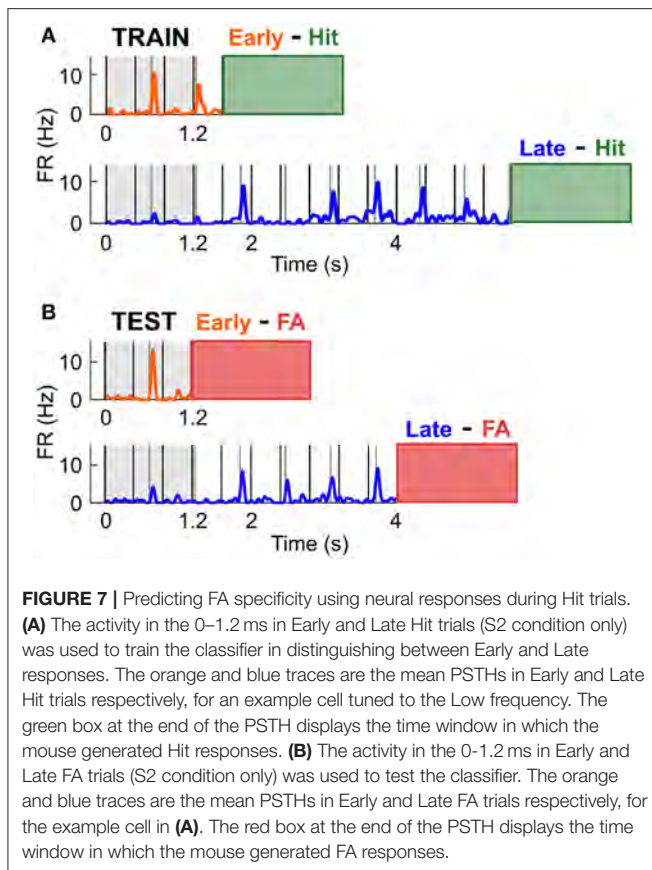 A
TRAIN Early - Hit
10
0
0 1.2
FR (Hz)
Late - Hit
10
0
0 1.2 2 4
Time (s)
B
TEST Early - FA
10
0
0 1.2
FR (Hz)
Late - FA
10
0
0 1.2 2 4
Time (s)
FIGURE 7 | Predicting FA specificity using neural responses during Hit trials.
(A) The activity in the 0–1.2 ms in Early and Late Hit trials (S2 condition only)
was used to train the classifier in distinguishing between Early and Late
responses. The orange and blue traces are the mean PSTHs in Early and Late
Hit trials respectively, for an example cell tuned to the Low frequency. The
green box at the end of the PSTH displays the time window in which the
mouse generated Hit responses. (B) The activity in the 0-1.2 ms in Early and
Late FA trials (S2 condition only) was used to test the classifier. The orange
and blue traces are the mean PSTHs in Early and Late FA trials respectively, for
the example cell in (A). The red box at the end of the PSTH displays the time
window in which the mouse generated FA responses.